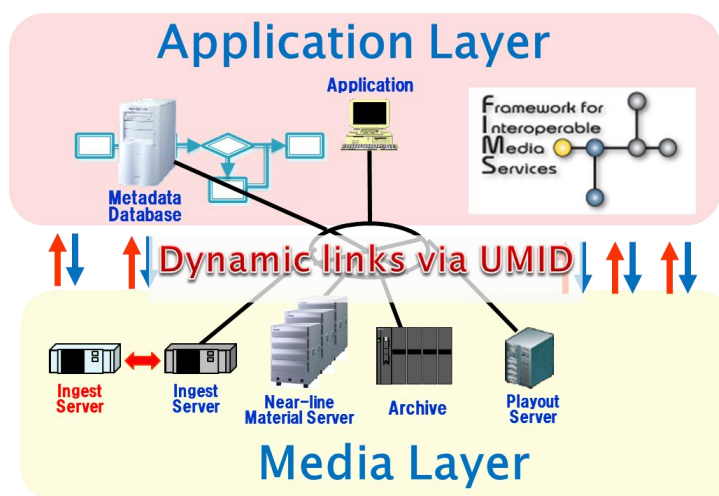 Application Layer
Application
Framework for
Interoperable
Media
Services
Metadata
Database
Dynamic links via UMID
Ingest
Server
Ingest
Server
Near-line
Material Server
Archive
Playout
Server
Media Layer